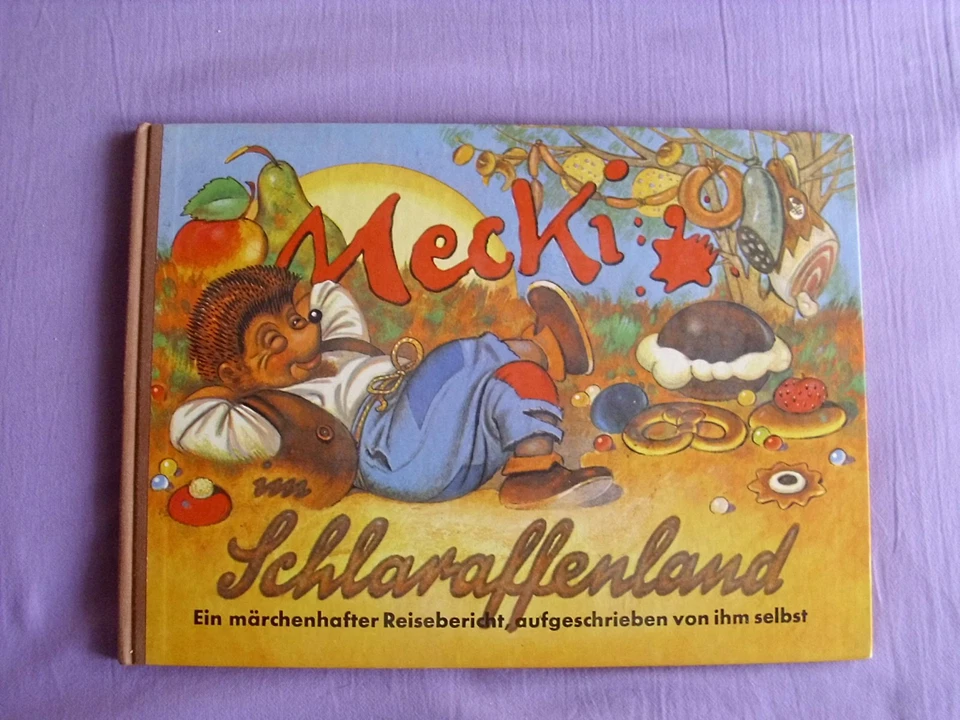 Mecki
im
Schlaraffenland
Ein märchenhafter Reisebericht, aufgeschrieben von ihm selbst